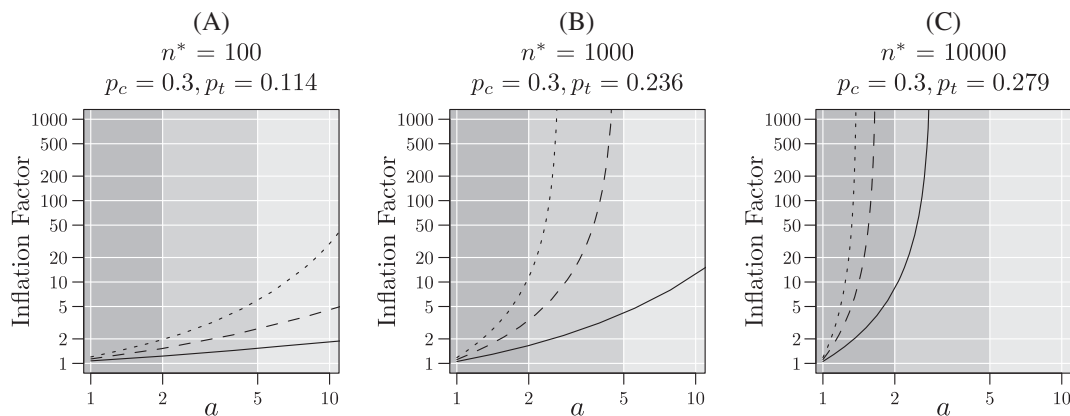 (A)
n* = 100
p_c = 0.3, p_t = 0.114
Inflation Factor
1000
500
200
100
50
20
10
5
2
1
1 2 5 10
a
(B)
n* = 1000
p_c = 0.3, p_t = 0.236
Inflation Factor
1000
500
200
100
50
20
10
5
2
1
1 2 5 10
a
(C)
n* = 10000
p_c = 0.3, p_t = 0.279
Inflation Factor
1000
500
200
100
50
20
10
5
2
1
1 2 5 10
a